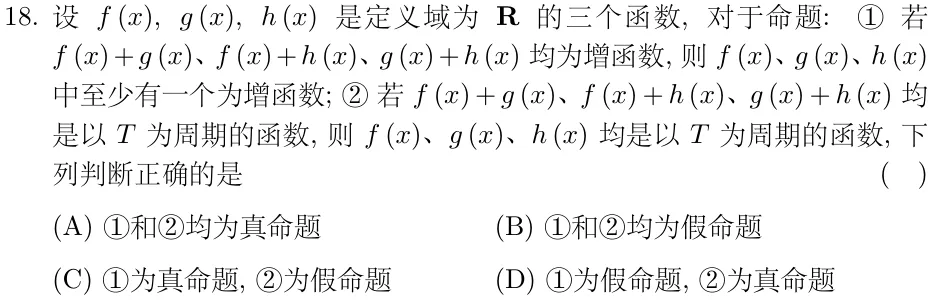 18. 设 f (x), g (x), h (x) 是定义域为 R 的三个函数, 对于命题: ① 若
f (x)+g (x)、f (x)+h (x)、g (x)+h (x) 均为增函数, 则 f (x)、g (x)、h (x)
中至少有一个为增函数; ② 若 f (x)+g (x)、f (x)+h (x)、g (x)+h (x) 均
是以 T 为周期的函数, 则 f (x)、g (x)、h (x) 均是以 T 为周期的函数, 下
列判断正确的是 ( )
(A) ①和②均为真命题 (B) ①和②均为假命题
(C) ①为真命题, ②为假命题 (D) ①为假命题, ②为真命题